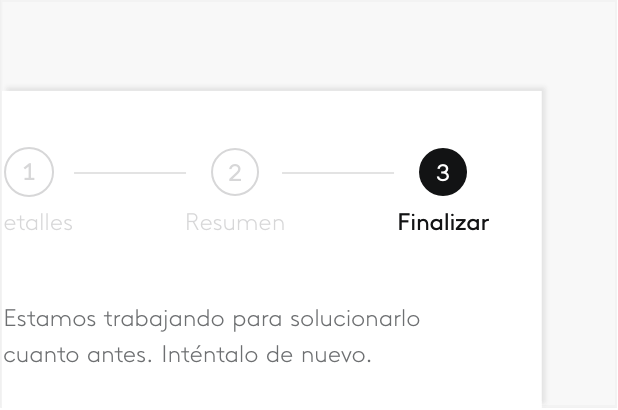 1 2 3
etalles Resumen Finalizar
Estamos trabajando para solucionarlo
cuanto antes. Inténtalo de nuevo.